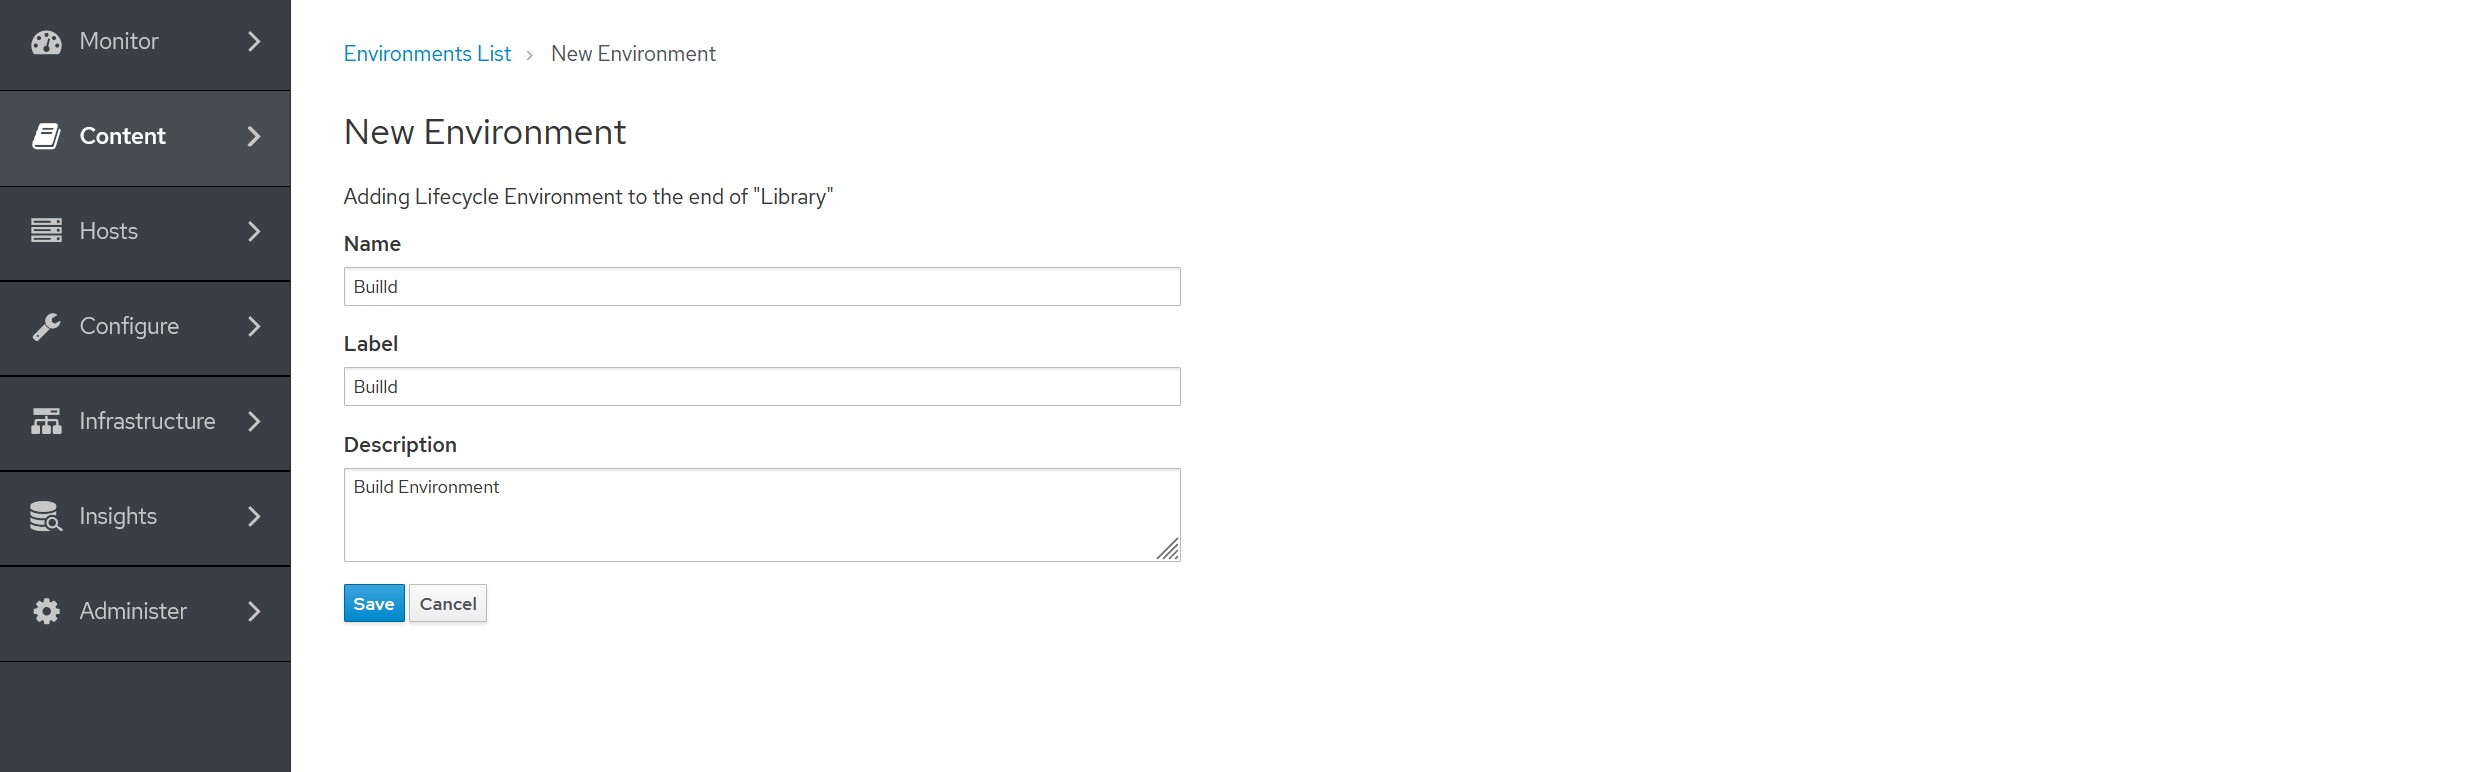 Monitor
Content
Hosts
Configure
Infrastructure
Insights
Administer
Environments List › New Environment
New Environment
Adding Lifecycle Environment to the end of "Library"
Name
Builld
Label
Builld
Description
Build Environment
Save Cancel